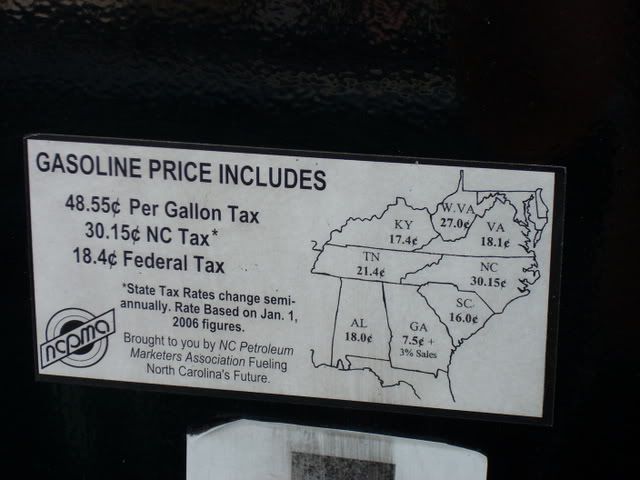 GASOLINE PRICE INCLUDES
48.55¢ Per Gallon Tax
30.15¢ NC Tax*
18.4¢ Federal Tax
*State Tax Rates change semi-
annually. Rate Based on Jan. 1,
2006 figures.
ncpma
Brought to you by NC Petroleum
Marketers Association Fueling
North Carolina's Future.
W.VA
27.0¢
KY
17.4¢
VA
18.1¢
TN
21.4¢
NC
30.15¢
SC
16.0¢
AL
18.0¢
GA
7.5¢ +
3% Sales